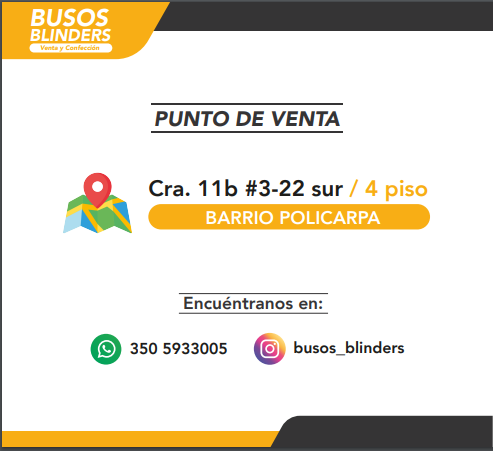 BUSOS
BLINDERS
Venta y Confección
PUNTO DE VENTA
Cra. 11b #3-22 sur / 4 piso
BARRIO POLICARPA
Encuéntranos en:
350 5933005
busos_blinders